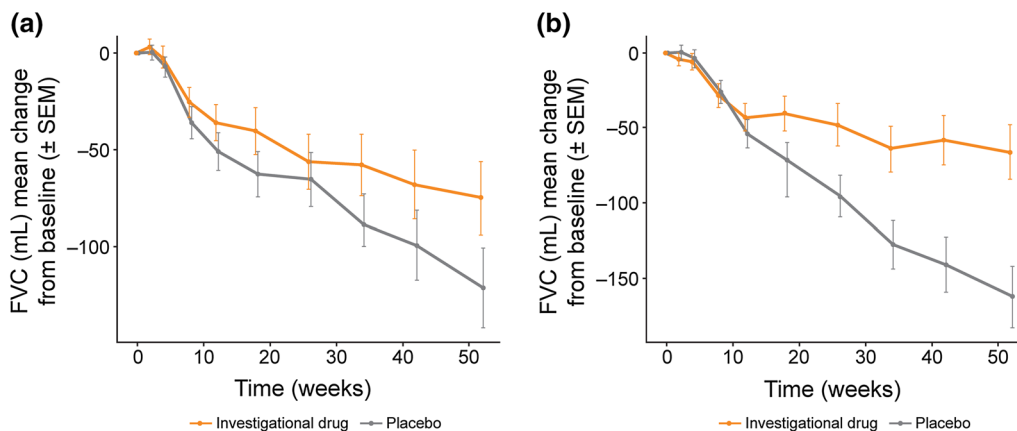 (a)
FVC (mL) mean change
from baseline (± SEM)
0
−50
−100
0 10 20 30 40 50
Time (weeks)
Investigational drug Placebo
(b)
FVC (mL) mean change
from baseline (± SEM)
0
−50
−100
−150
0 10 20 30 40 50
Time (weeks)
Investigational drug Placebo